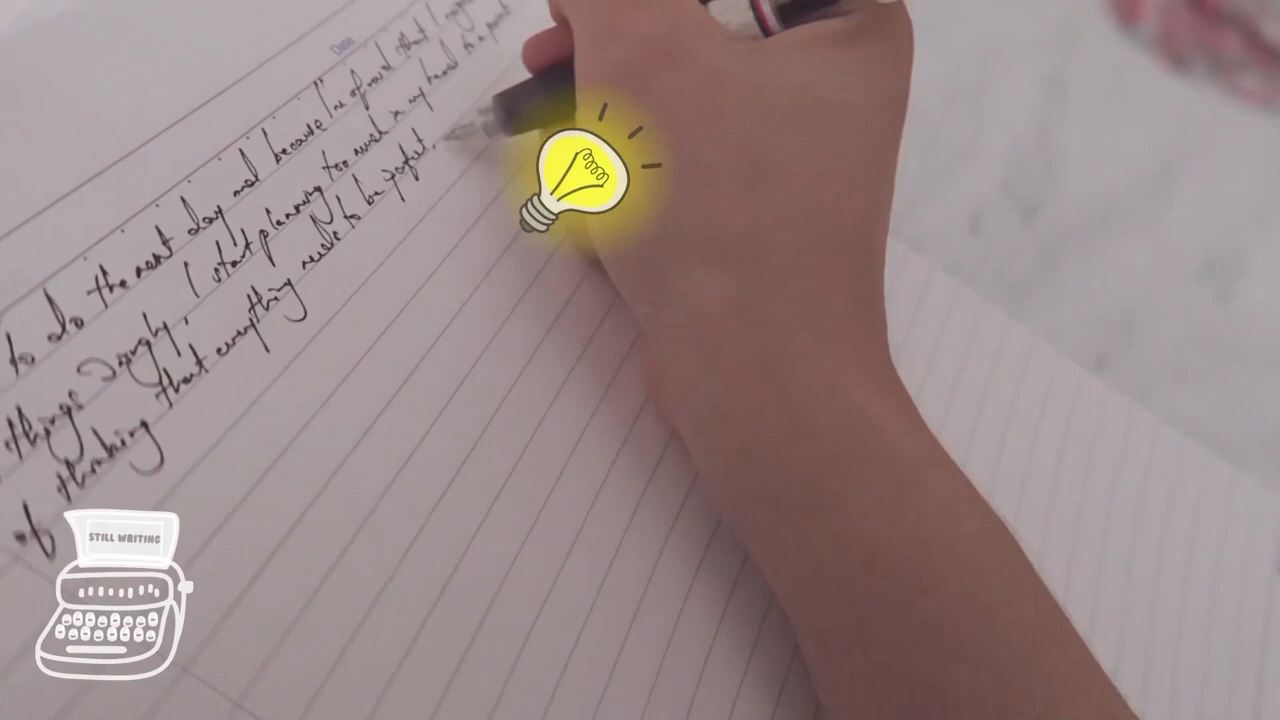 Date
to do the next day and because I'm afraid that I
things wrongly, I start planning too much in my head to a point
of thinking that everything needs to be perfect.
STILL WRITING